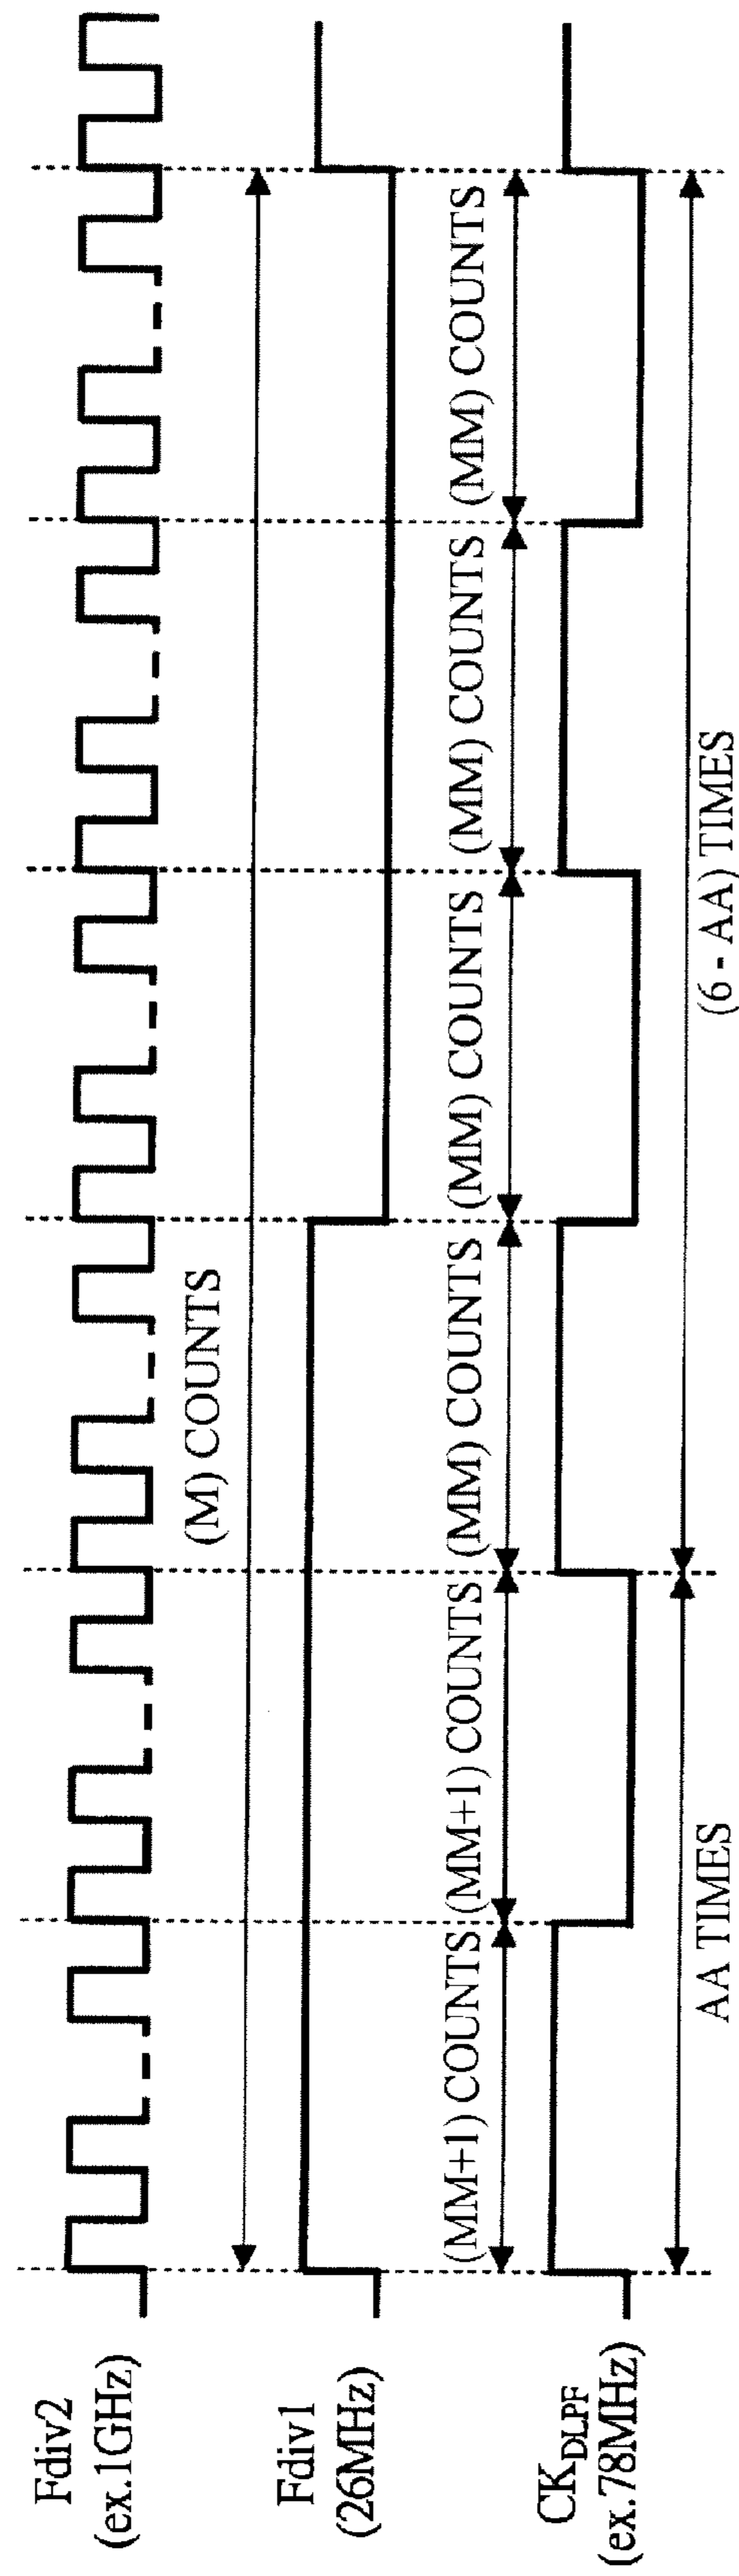 Fdiv2
(ex.1GHz)
(M) COUNTS
Fdiv1
(26MHz)
(MM+1) COUNTS
(MM+1) COUNTS
(MM) COUNTS
(MM) COUNTS
(MM) COUNTS
(MM) COUNTS
CKDLPF
(ex.78MHz)
AA TIMES
(6 - AA) TIMES